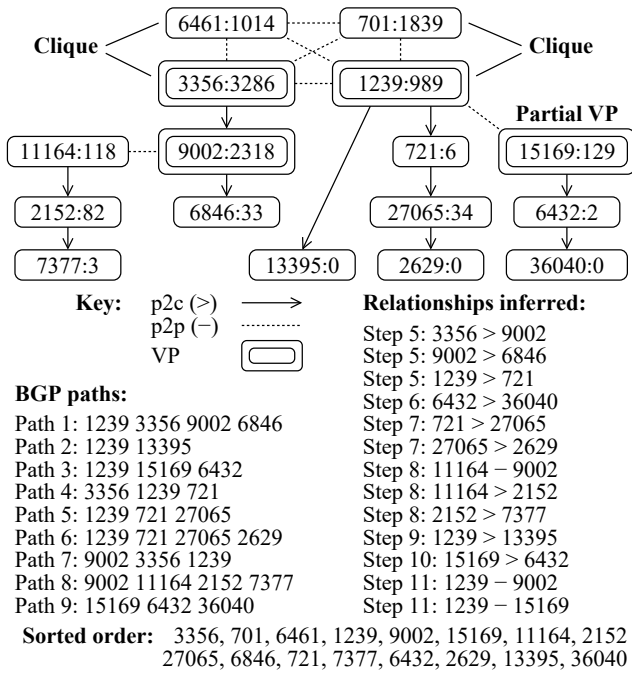 6461:1014 701:1839
Clique Clique
3356:3286 1239:989
Partial VP
11164:118 9002:2318 721:6 15169:129
2152:82 6846:33 27065:34 6432:2
7377:3 13395:0 2629:0 36040:0
Key: p2c (>)
p2p (−)
VP
BGP paths:
Path 1: 1239 3356 9002 6846
Path 2: 1239 13395
Path 3: 1239 15169 6432
Path 4: 3356 1239 721
Path 5: 1239 721 27065
Path 6: 1239 721 27065 2629
Path 7: 9002 3356 1239
Path 8: 9002 11164 2152 7377
Path 9: 15169 6432 36040
Relationships inferred:
Step 5: 3356 > 9002
Step 5: 9002 > 6846
Step 5: 1239 > 721
Step 6: 6432 > 36040
Step 7: 721 > 27065
Step 7: 27065 > 2629
Step 8: 11164 − 9002
Step 8: 11164 > 2152
Step 8: 2152 > 7377
Step 9: 1239 > 13395
Step 10: 15169 > 6432
Step 11: 1239 − 9002
Step 11: 1239 − 15169
Sorted order: 3356, 701, 6461, 1239, 9002, 15169, 11164, 2152
27065, 6846, 721, 7377, 6432, 2629, 13395, 36040